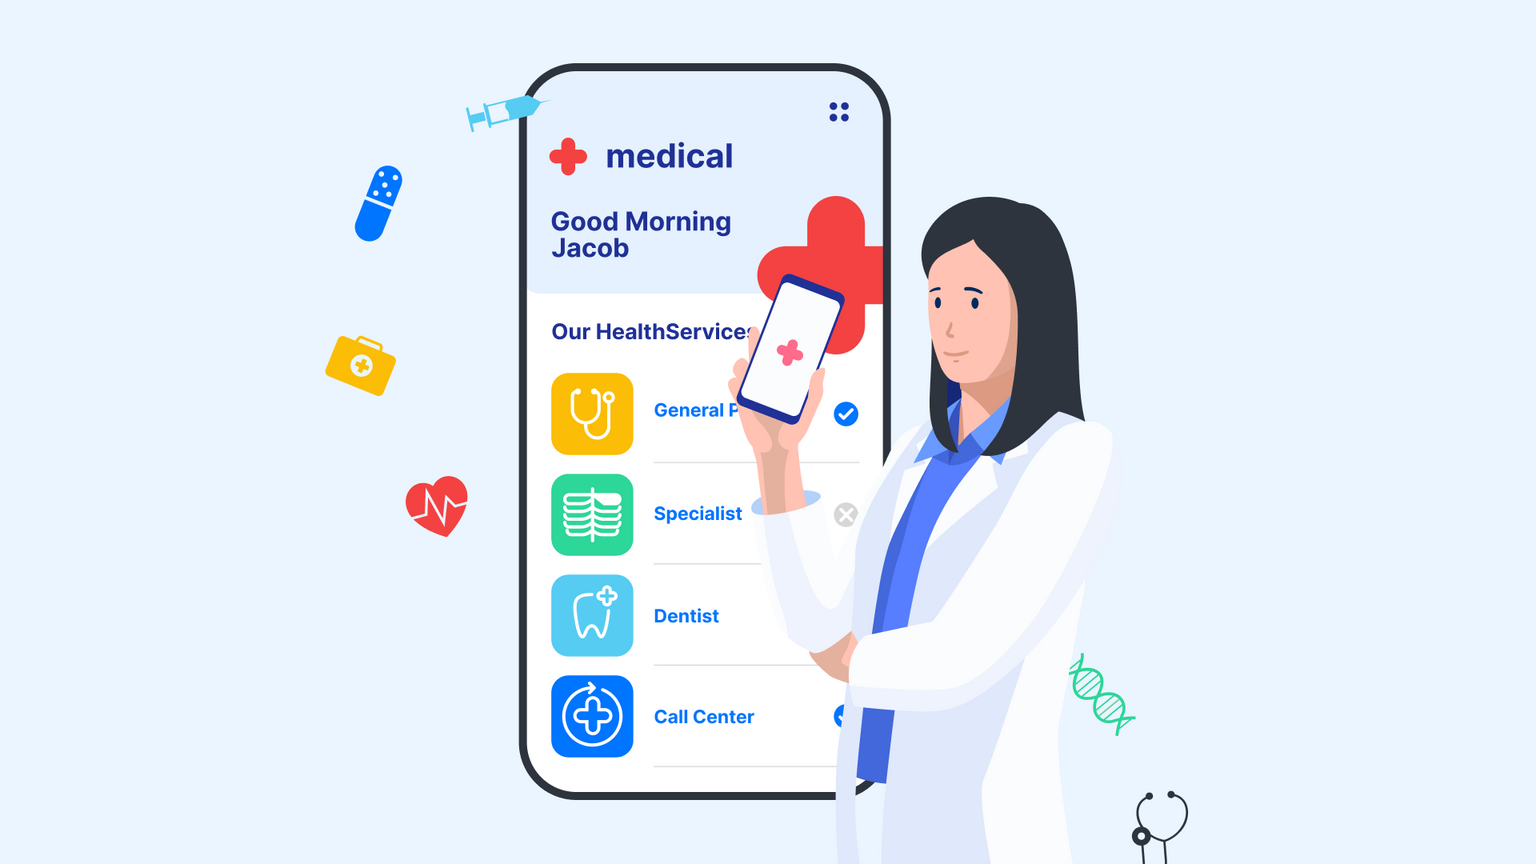 medical
Good Morning
Jacob
Our HealthServices
General P
Specialist
Dentist
Call Center